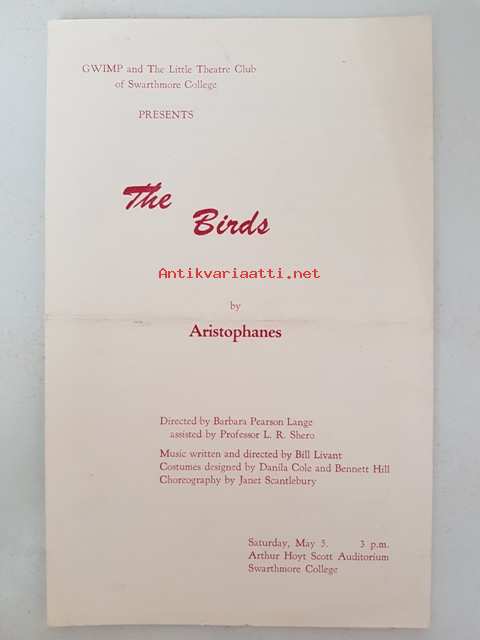 GWIMP and The Little Theatre Club
of Swarthmore College
PRESENTS
The
Birds
Antikvariaatti.net
by
Aristophanes
Directed by Barbara Pearson Lange
assisted by Professor L. R. Shero
Music written and directed by Bill Livant
Costumes designed by Danila Cole and Bennett Hill
Choreography by Janet Scantlebury
Saturday, May 5. 3 p.m.
Arthur Hoyt Scott Auditorium
Swarthmore College